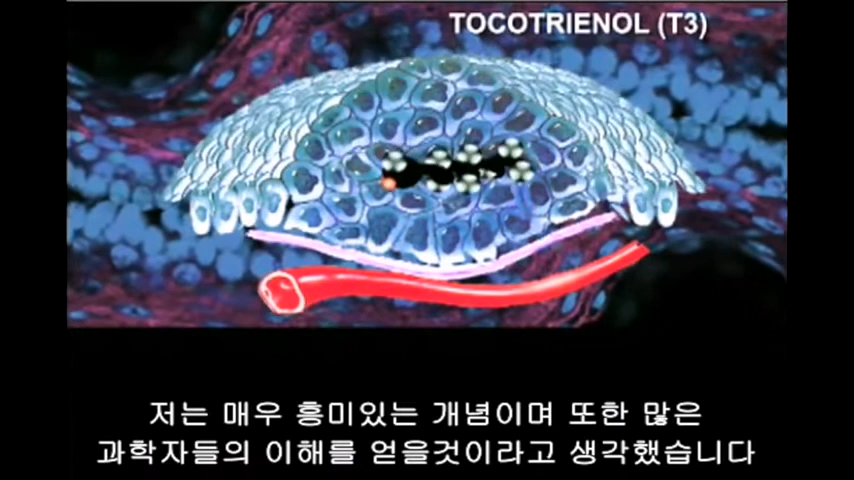 TOCOTRIENOL (T3)
저는 매우 흥미있는 개념이며 또한 많은
과학자들의 이해를 얻을것이라고 생각했습니다